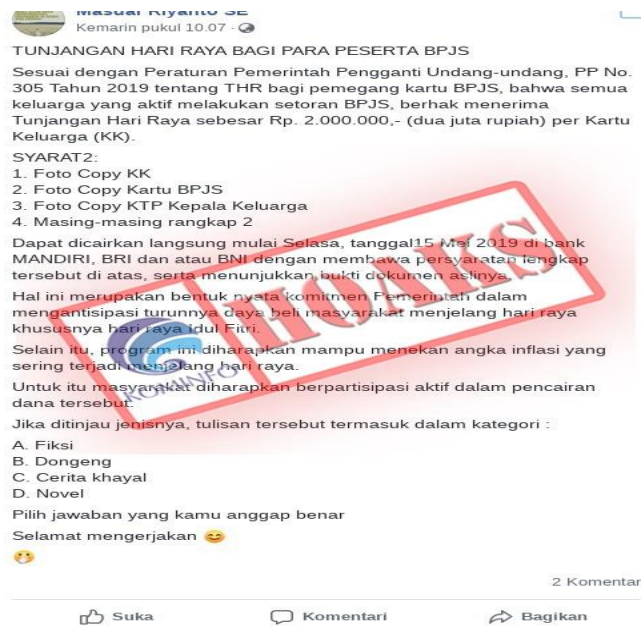 Masdar Riyanto SE
Kemarin pukul 10.07 ·
TUNJANGAN HARI RAYA BAGI PARA PESERTA BPJS
Sesuai dengan Peraturan Pemerintah Pengganti Undang-undang, PP No.
305 Tahun 2019 tentang THR bagi pemegang kartu BPJS, bahwa semua
keluarga yang aktif melakukan setoran BPJS, berhak menerima
Tunjangan Hari Raya sebesar Rp. 2.000.000,- (dua juta rupiah) per Kartu
Keluarga (KK).
SYARAT2:
1. Foto Copy KK
2. Foto Copy Kartu BPJS
3. Foto Copy KTP Kepala Keluarga
4. Masing-masing rangkap 2
Dapat dicairkan langsung mulai Selasa, tanggal15 Mei 2019 di bank
MANDIRI, BRI dan atau BNI dengan membawa persyaratan lengkap
tersebut di atas, serta menunjukkan bukti dokumen aslinya.
Hal ini merupakan bentuk nyata komitmen Pemerintah dalam
mengantisipasi turunnya daya beli masyarakat menjelang hari raya
khususnya hari raya Idul Fitri.
Selain itu, program ini diharapkan mampu menekan angka inflasi yang
sering terjadi menjelang hari raya.
Untuk itu masyarakat diharapkan berpartisipasi aktif dalam pencairan
dana tersebut.
Jika ditinjau jenisnya, tulisan tersebut termasuk dalam kategori :
A. Fiksi
B. Dongeng
C. Cerita khayal
D. Novel
Pilih jawaban yang kamu anggap benar
Selamat mengerjakan 😊
🤭
2 Komentar
Suka Komentari Bagikan
HOAKS
KOMINFO